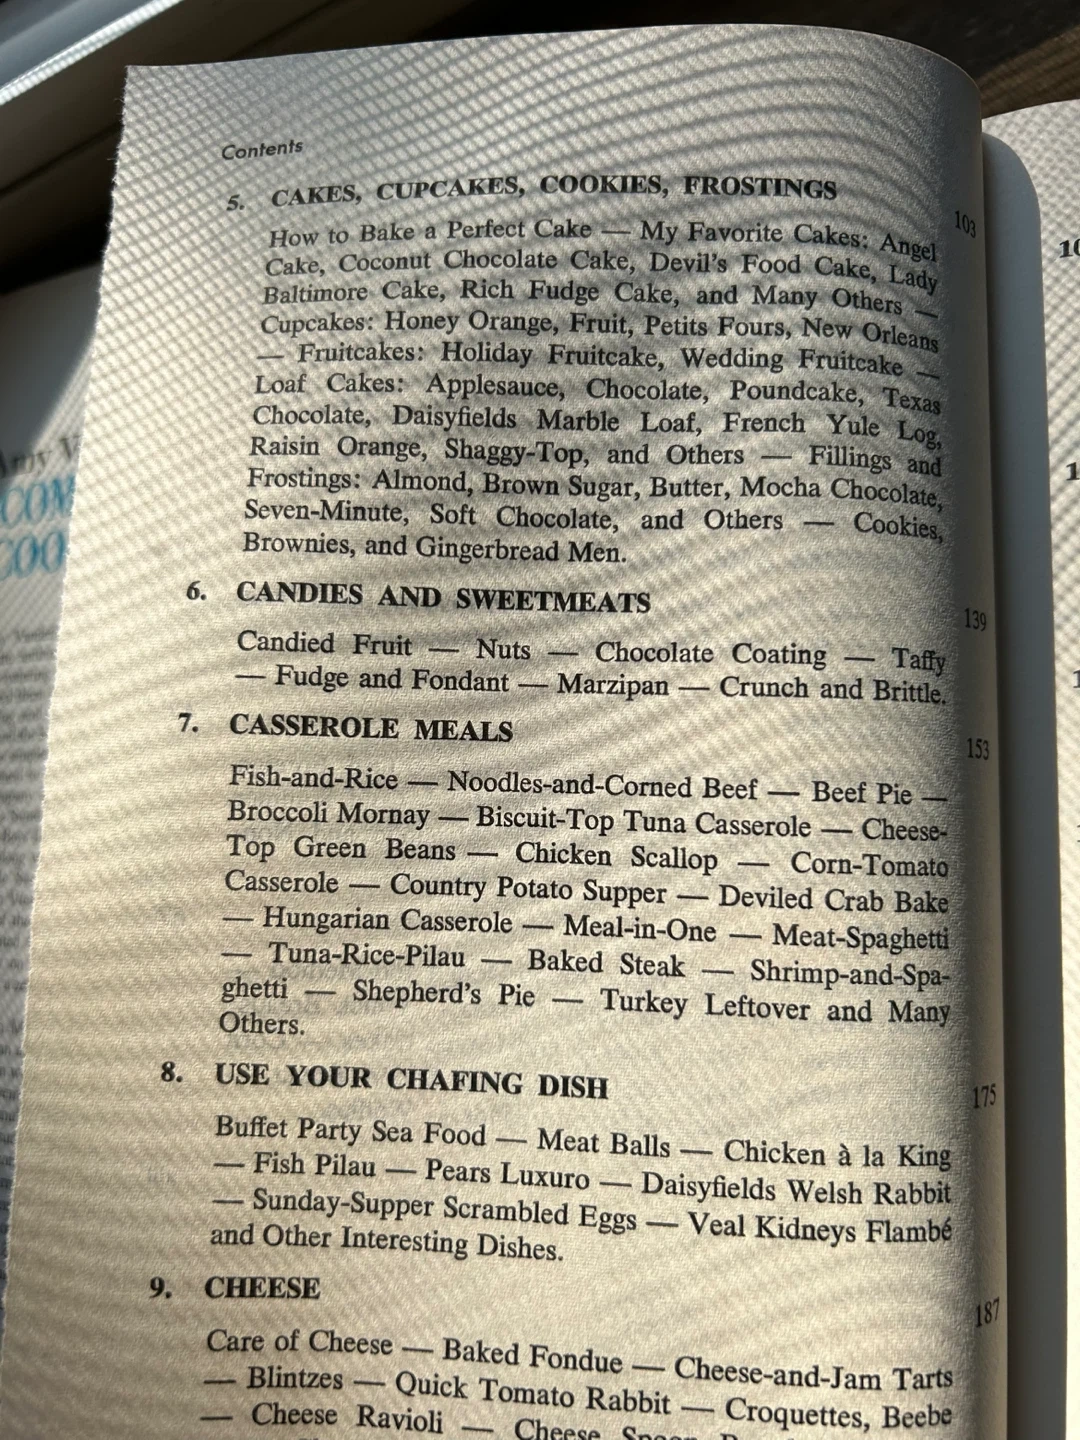 Contents
5. CAKES, CUPCAKES, COOKIES, FROSTINGS 103
How to Bake a Perfect Cake — My Favorite Cakes: Angel
Cake, Coconut Chocolate Cake, Devil's Food Cake, Lady
Baltimore Cake, Rich Fudge Cake, and Many Others —
Cupcakes: Honey Orange, Fruit, Petits Fours, New Orleans
— Fruitcakes: Holiday Fruitcake, Wedding Fruitcake —
Loaf Cakes: Applesauce, Chocolate, Poundcake, Texas
Chocolate, Daisyfields Marble Loaf, French Yule Log,
Raisin Orange, Shaggy-Top, and Others — Fillings and
Frostings: Almond, Brown Sugar, Butter, Mocha Chocolate,
Seven-Minute, Soft Chocolate, and Others — Cookies,
Brownies, and Gingerbread Men.
6. CANDIES AND SWEETMEATS 139
Candied Fruit — Nuts — Chocolate Coating — Taffy
— Fudge and Fondant — Marzipan — Crunch and Brittle.
7. CASSEROLE MEALS 153
Fish-and-Rice — Noodles-and-Corned Beef — Beef Pie —
Broccoli Mornay — Biscuit-Top Tuna Casserole — Cheese-
Top Green Beans — Chicken Scallop — Corn-Tomato
Casserole — Country Potato Supper — Deviled Crab Bake
— Hungarian Casserole — Meal-in-One — Meat-Spaghetti
— Tuna-Rice-Pilau — Baked Steak — Shrimp-and-Spa-
ghetti — Shepherd's Pie — Turkey Leftover and Many
Others.
8. USE YOUR CHAFING DISH 175
Buffet Party Sea Food — Meat Balls — Chicken à la King
— Fish Pilau — Pears Luxuro — Daisyfields Welsh Rabbit
— Sunday-Supper Scrambled Eggs — Veal Kidneys Flambé
and Other Interesting Dishes.
9. CHEESE 187
Care of Cheese — Baked Fondue — Cheese-and-Jam Tarts
— Blintzes — Quick Tomato Rabbit — Croquettes, Beebe
— Cheese Ravioli — Cheese